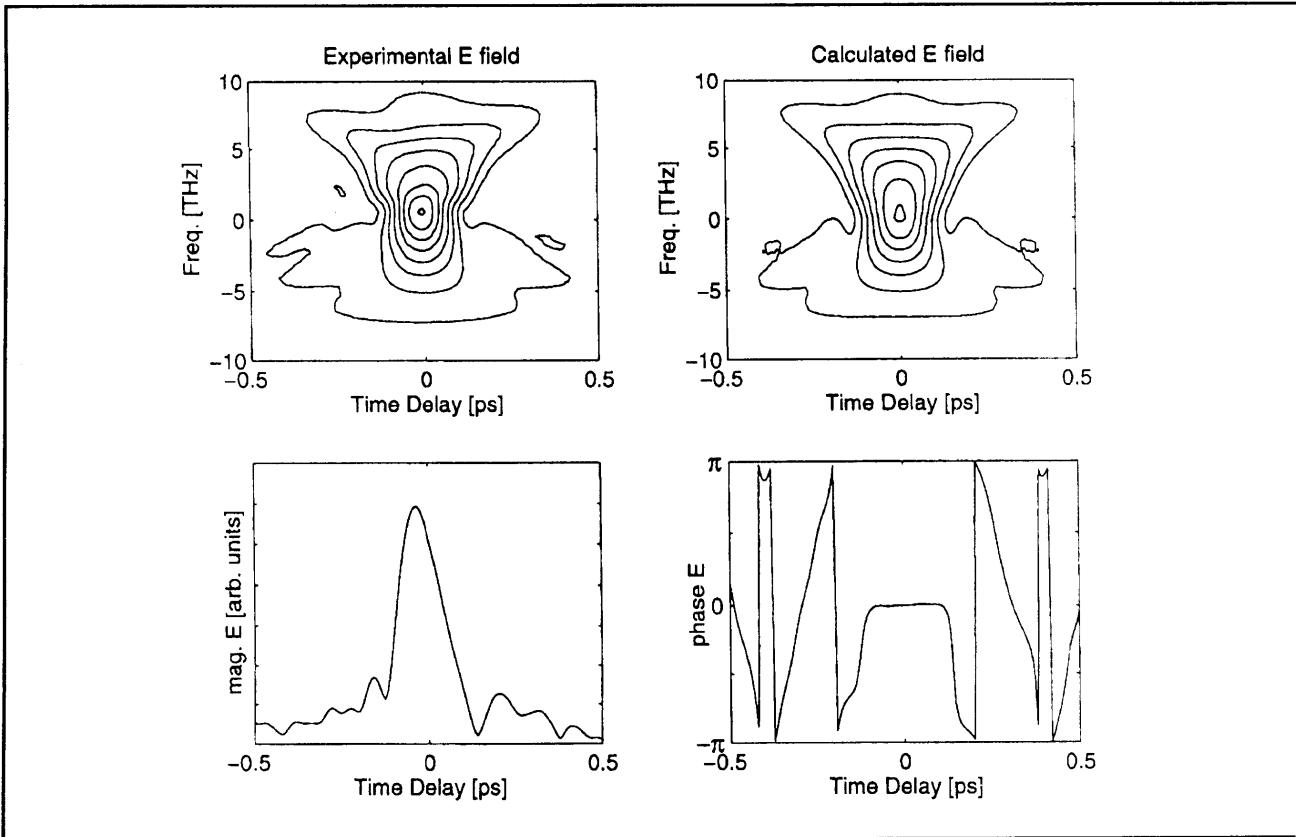 Experimental E field
10
5
0
−5
−10
Freq. [THz]
−0.5
0
0.5
Time Delay [ps]
Calculated E field
10
5
0
−5
−10
Freq. [THz]
−0.5
0
0.5
Time Delay [ps]
mag. E [arb. units]
−0.5
0
0.5
Time Delay [ps]
π
0
−π
phase E
−0.5
0
0.5
Time Delay [ps]